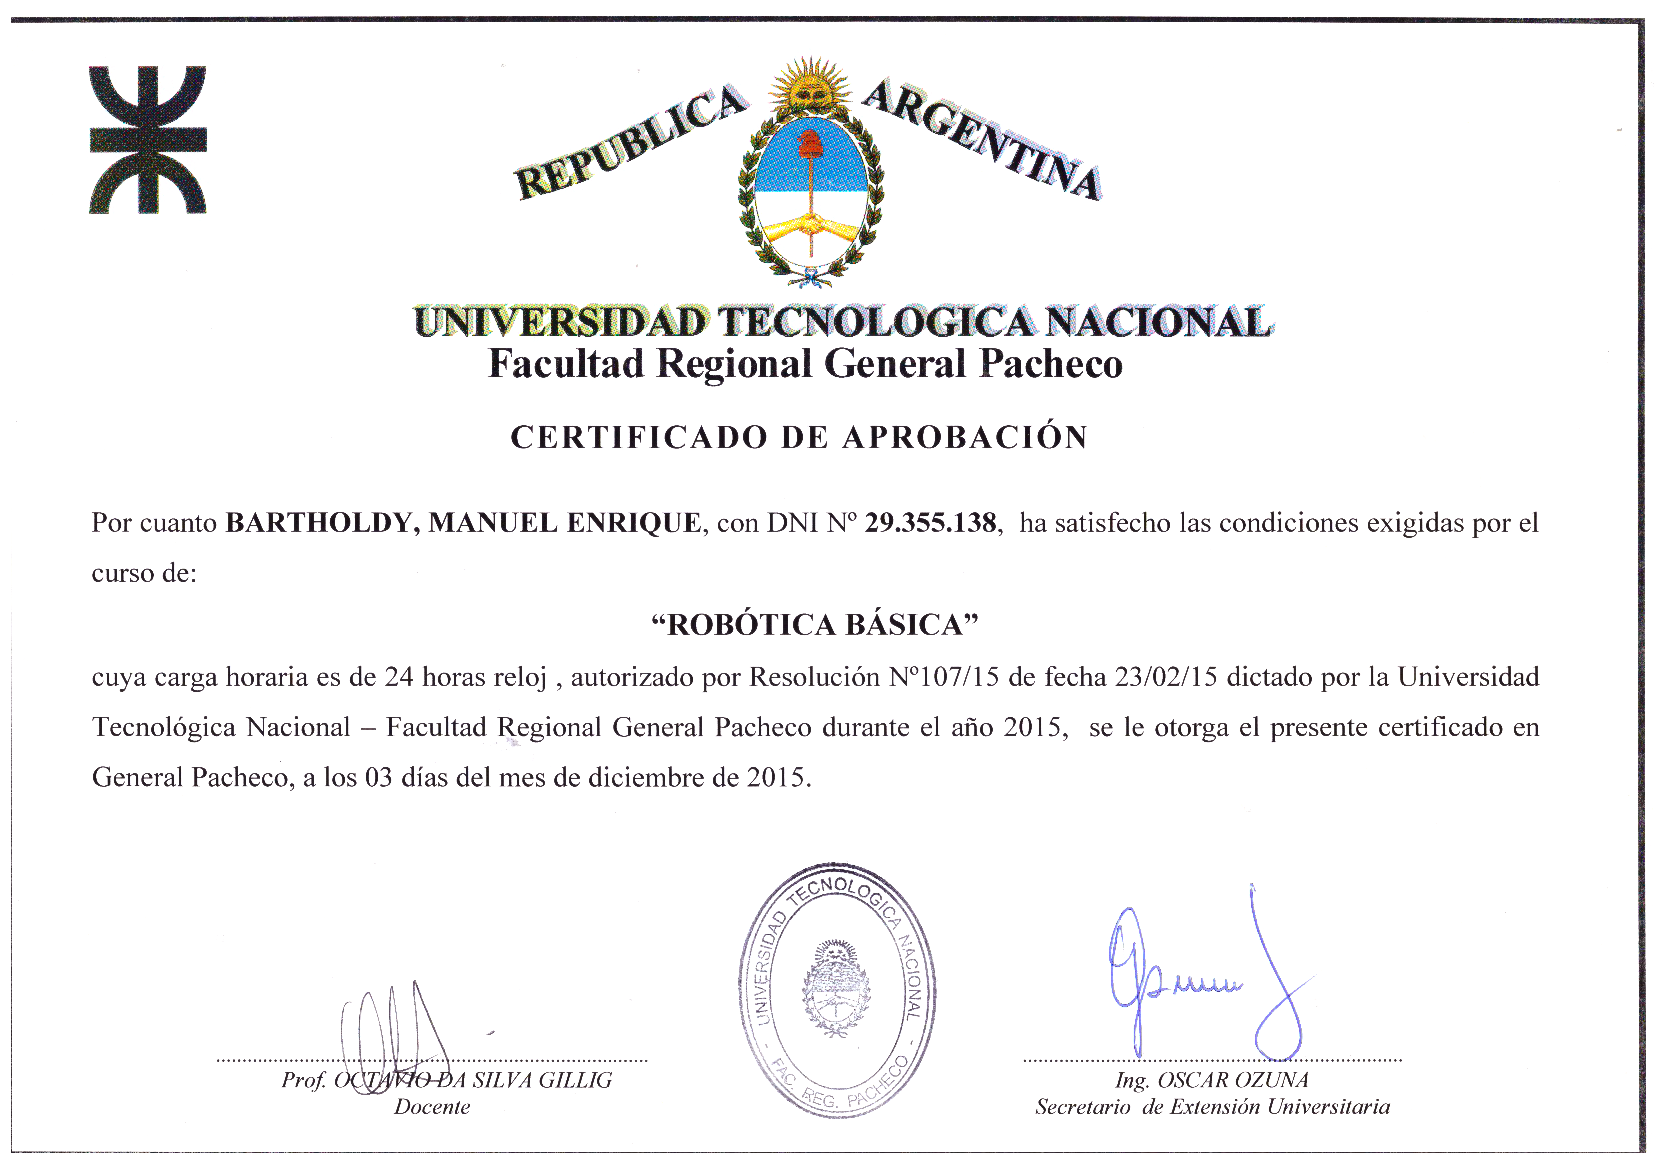 REPUBLICA ARGENTINA
UNIVERSIDAD TECNOLOGICA NACIONAL
Facultad Regional General Pacheco
CERTIFICADO DE APROBACIÓN
Por cuanto BARTHOLDY, MANUEL ENRIQUE, con DNI Nº 29.355.138, ha satisfecho las condiciones exigidas por el
curso de:
“ROBÓTICA BÁSICA”
cuya carga horaria es de 24 horas reloj , autorizado por Resolución Nº107/15 de fecha 23/02/15 dictado por la Universidad
Tecnológica Nacional – Facultad Regional General Pacheco durante el año 2015, se le otorga el presente certificado en
General Pacheco, a los 03 días del mes de diciembre de 2015.
UNIVERSIDAD TECNOLOGICA NACIONAL
- FAC. REG. PACHECO -
Prof. OCTAVIO DA SILVA GILLIG
Docente
Ing. OSCAR OZUNA
Secretario de Extensión Universitaria